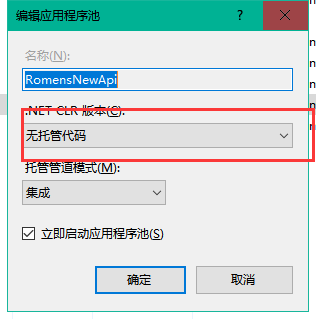 编辑应用程序池
?
名称(N):
RomensNewApi
.NET CLR 版本(C):
无托管代码
托管管道模式(M):
集成
立即启动应用程序池(S)
确定
取消